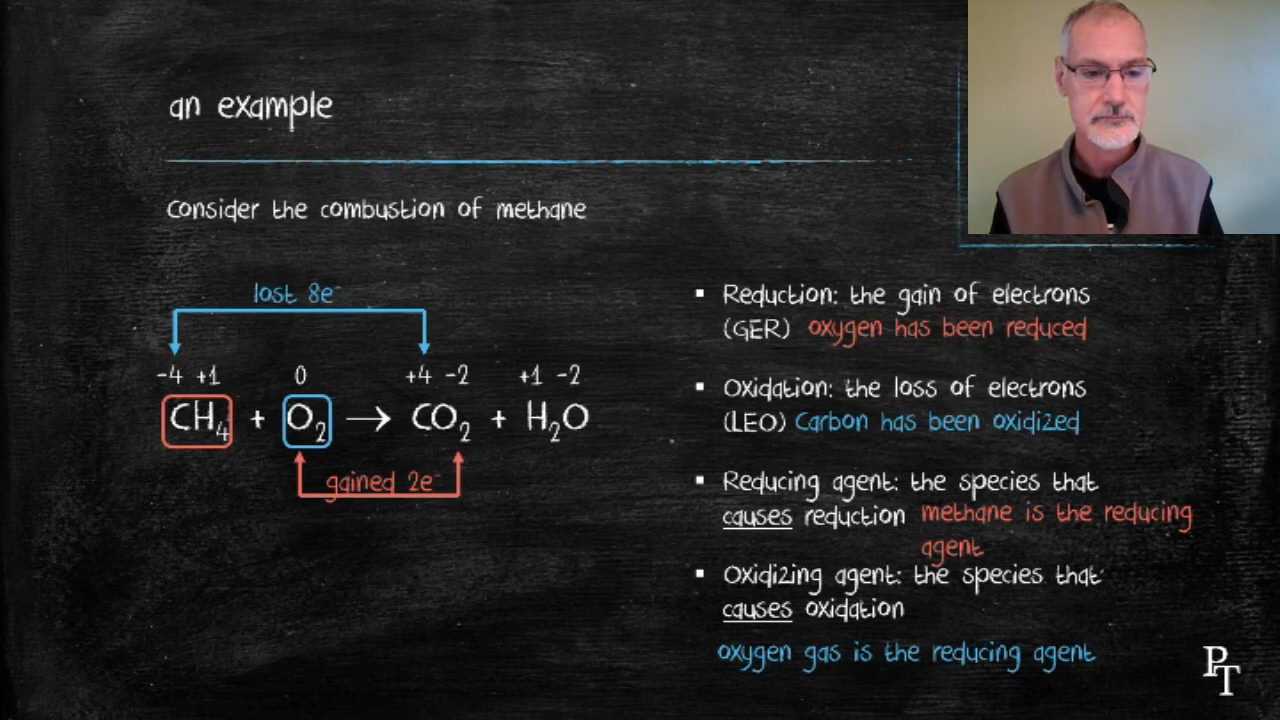 an example
Consider the combustion of methane
lost 8e⁻
-4 +1 0 +4 -2 +1 -2
CH₄ + O₂ → CO₂ + H₂O
gained 2e⁻
▪ Reduction: the gain of electrons
(GER) oxygen has been reduced
▪ Oxidation: the loss of electrons
(LEO) Carbon has been oxidized
▪ Reducing agent: the species that
causes reduction methane is the reducing
agent
▪ Oxidizing agent: the species that
causes oxidation
oxygen gas is the reducing agent
PT